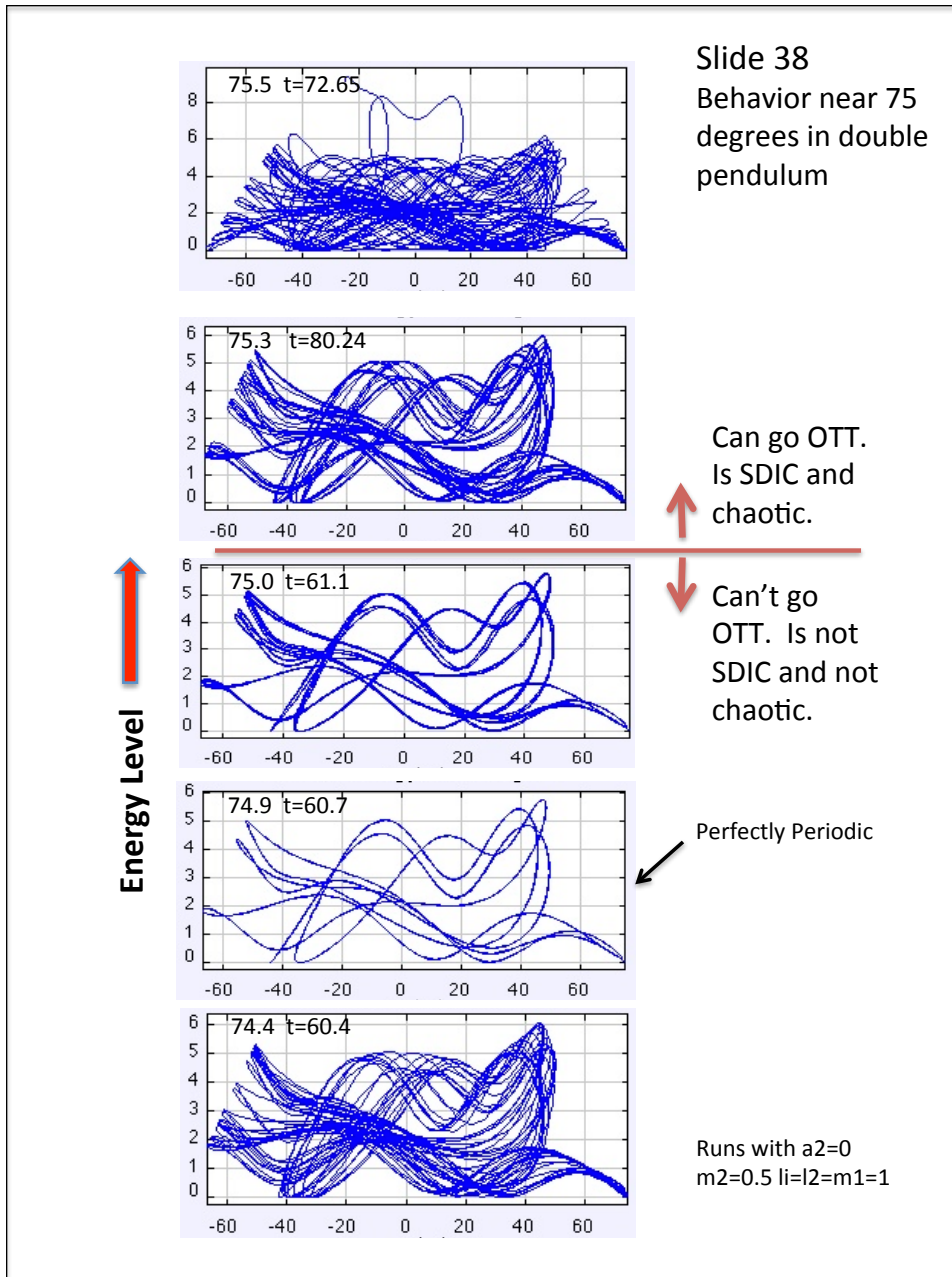 Slide 38
Behavior near 75
degrees in double
pendulum
75.5 t=72.65
8
6
4
2
0
-60 -40 -20 0 20 40 60
75.3 t=80.24
6
5
4
3
2
1
0
-60 -40 -20 0 20 40 60
Can go OTT.
Is SDIC and
chaotic.
Energy Level
75.0 t=61.1
6
5
4
3
2
1
0
-60 -40 -20 0 20 40 60
Can't go
OTT. Is not
SDIC and not
chaotic.
74.9 t=60.7
6
5
4
3
2
1
0
-60 -40 -20 0 20 40 60
Perfectly Periodic
74.4 t=60.4
6
5
4
3
2
1
0
-60 -40 -20 0 20 40 60
Runs with a2=0
m2=0.5 li=l2=m1=1